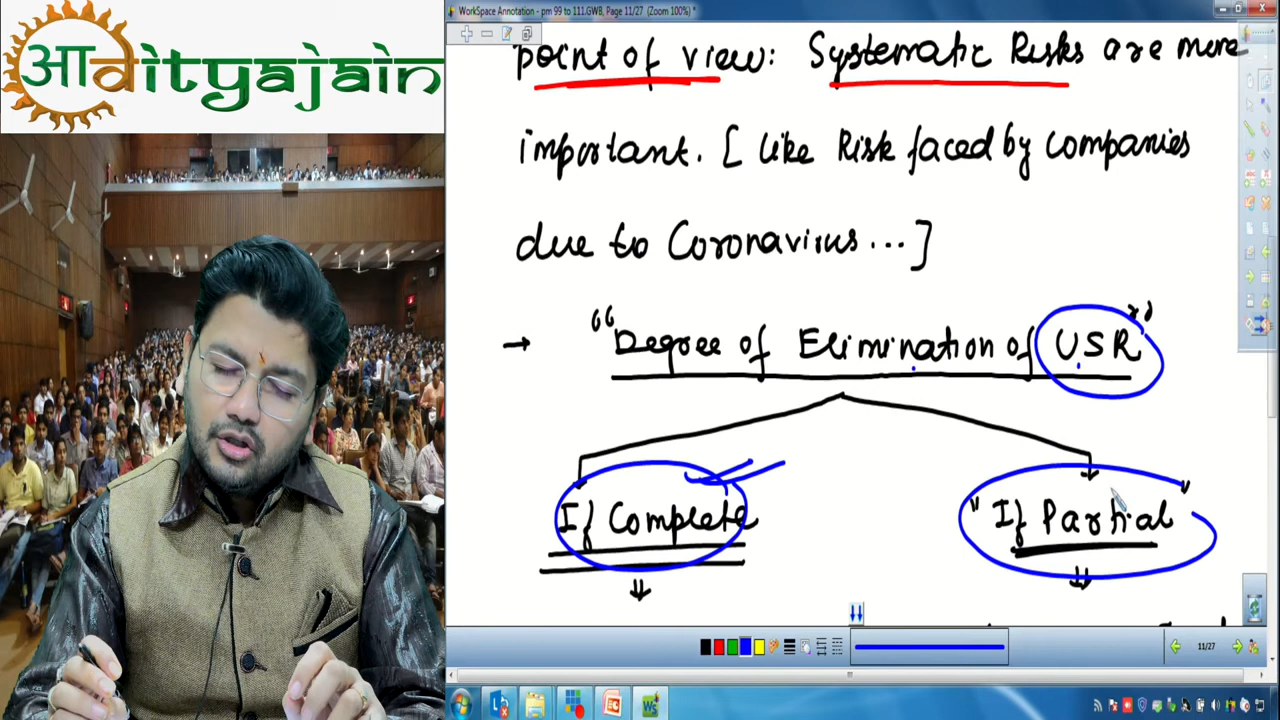 आdityajain
WorkSpace Annotation - pm 99 to 111.GWB, Page 11/27 (Zoom 100%) *
point of view: Systematic Risks are more
important. [ like Risk faced by companies
due to Coronavirus... ]
→ "Degree of Elimination of USR"
If Complete
"If Partial"
11/27